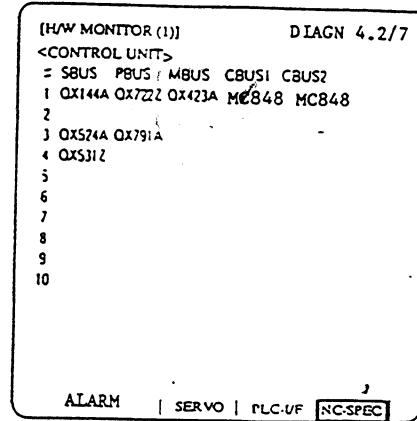 [H/W MONITOR (1)] DIAGN 4.2/7
<CONTROL UNIT>
= SBUS PBUS MBUS CBUS1 CBUS2
1 QX144A QX722Z QX423A MC848 MC848
2
3 QX524A QX791A
4 QX531Z
5
6
7
8
9
10
ALARM | SERVO | PLC-I/F NC-SPEC